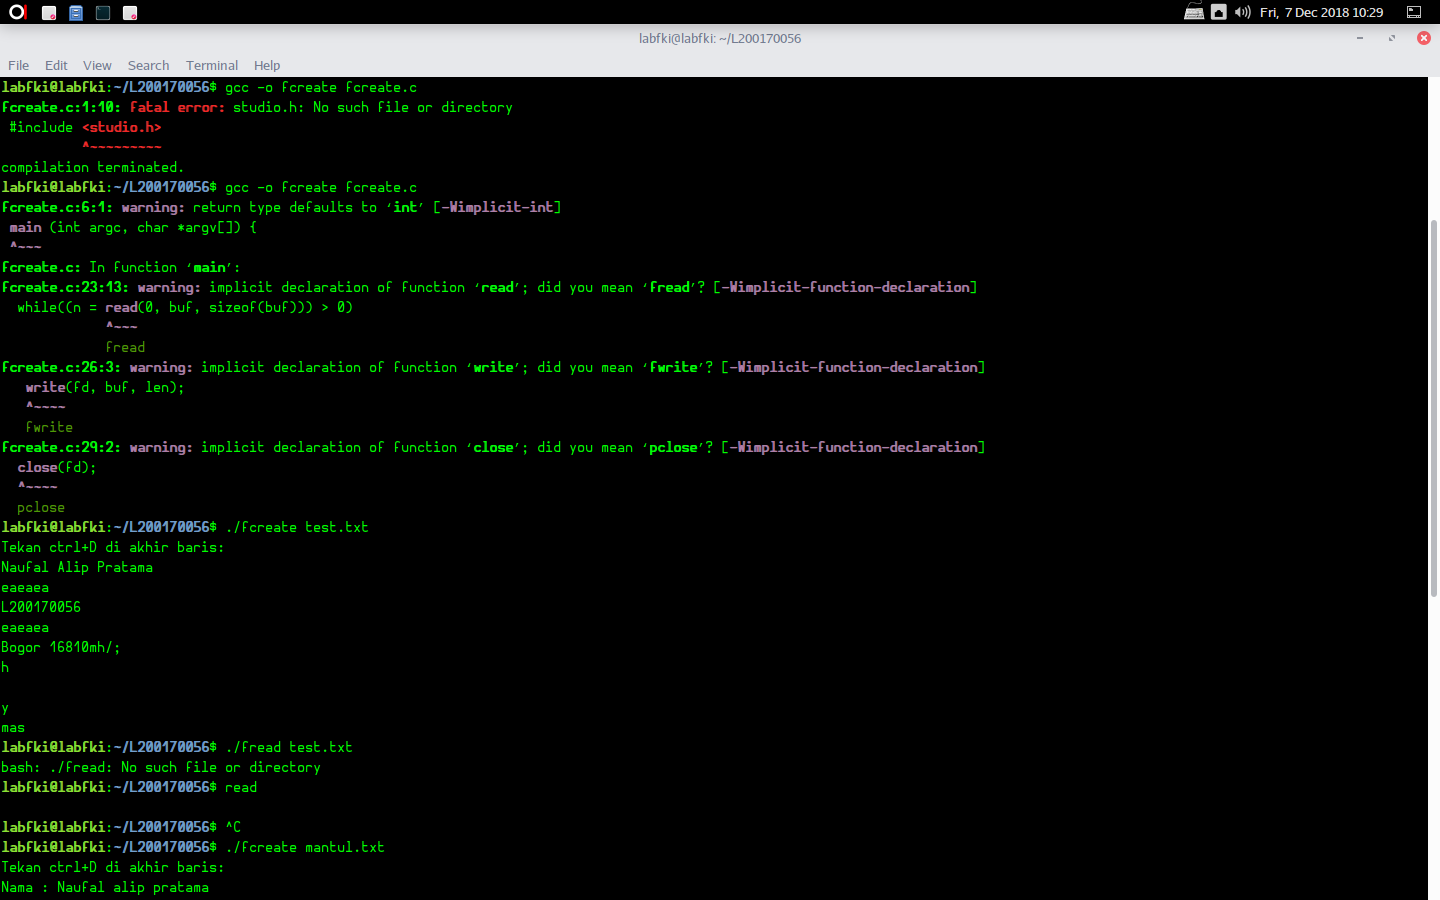 Fri, 7 Dec 2018 10:29
labfki@labfki: ~/L200170056
File Edit View Search Terminal Help
labfki@labfki:~/L200170056$ gcc -o fcreate fcreate.c
fcreate.c:1:10: fatal error: studio.h: No such file or directory
 #include <studio.h>
          ^~~~~~~~~~
compilation terminated.
labfki@labfki:~/L200170056$ gcc -o fcreate fcreate.c
fcreate.c:6:1: warning: return type defaults to ‘int’ [-Wimplicit-int]
 main (int argc, char *argv[]) {
 ^~~~
fcreate.c: In function ‘main’:
fcreate.c:23:13: warning: implicit declaration of function ‘read’; did you mean ‘fread’? [-Wimplicit-function-declaration]
  while((n = read(0, buf, sizeof(buf))) > 0)
             ^~~~
             fread
fcreate.c:26:3: warning: implicit declaration of function ‘write’; did you mean ‘fwrite’? [-Wimplicit-function-declaration]
   write(fd, buf, len);
   ^~~~~
   fwrite
fcreate.c:29:2: warning: implicit declaration of function ‘close’; did you mean ‘pclose’? [-Wimplicit-function-declaration]
  close(fd);
  ^~~~~
  pclose
labfki@labfki:~/L200170056$ ./fcreate test.txt
Tekan ctrl+D di akhir baris:
Naufal Alip Pratama
eaeaea
L200170056
eaeaea
Bogor 16810mh/;
h
y
mas
labfki@labfki:~/L200170056$ ./fread test.txt
bash: ./fread: No such file or directory
labfki@labfki:~/L200170056$ read
labfki@labfki:~/L200170056$ ^C
labfki@labfki:~/L200170056$ ./fcreate mantul.txt
Tekan ctrl+D di akhir baris:
Nama : Naufal alip pratama